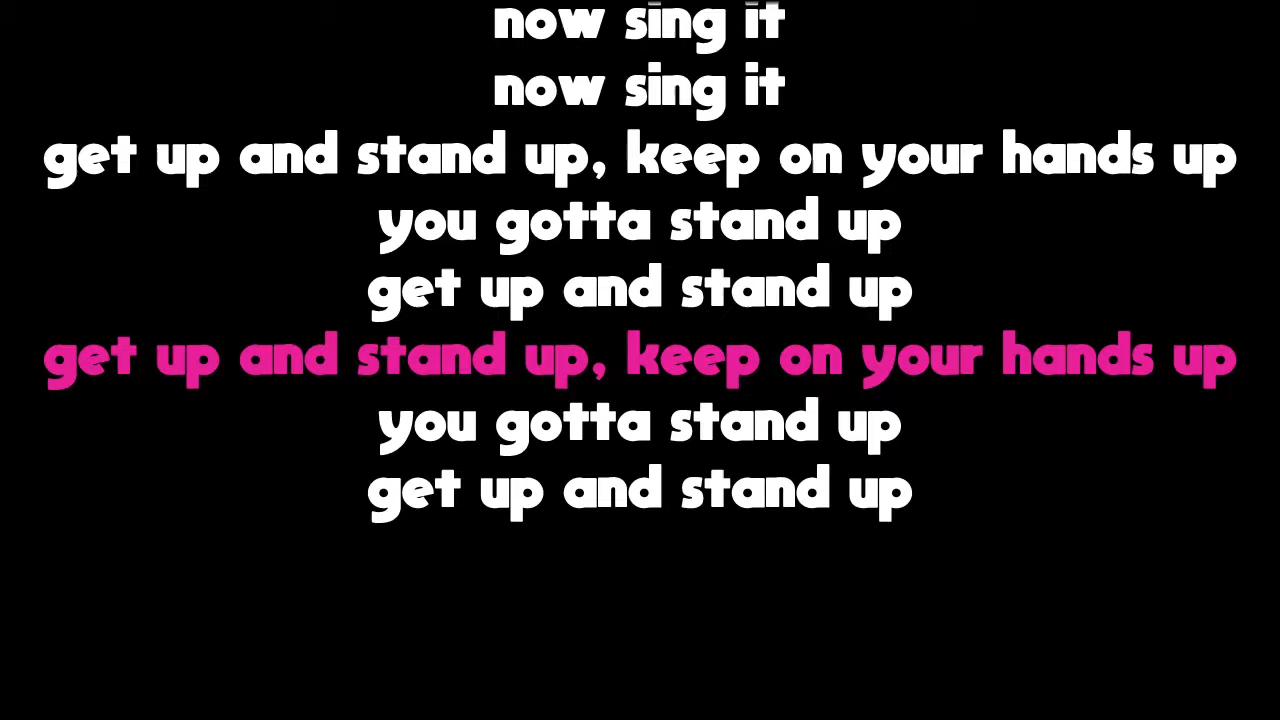 now sing it
now sing it
get up and stand up, keep on your hands up
you gotta stand up
get up and stand up
get up and stand up, keep on your hands up
you gotta stand up
get up and stand up